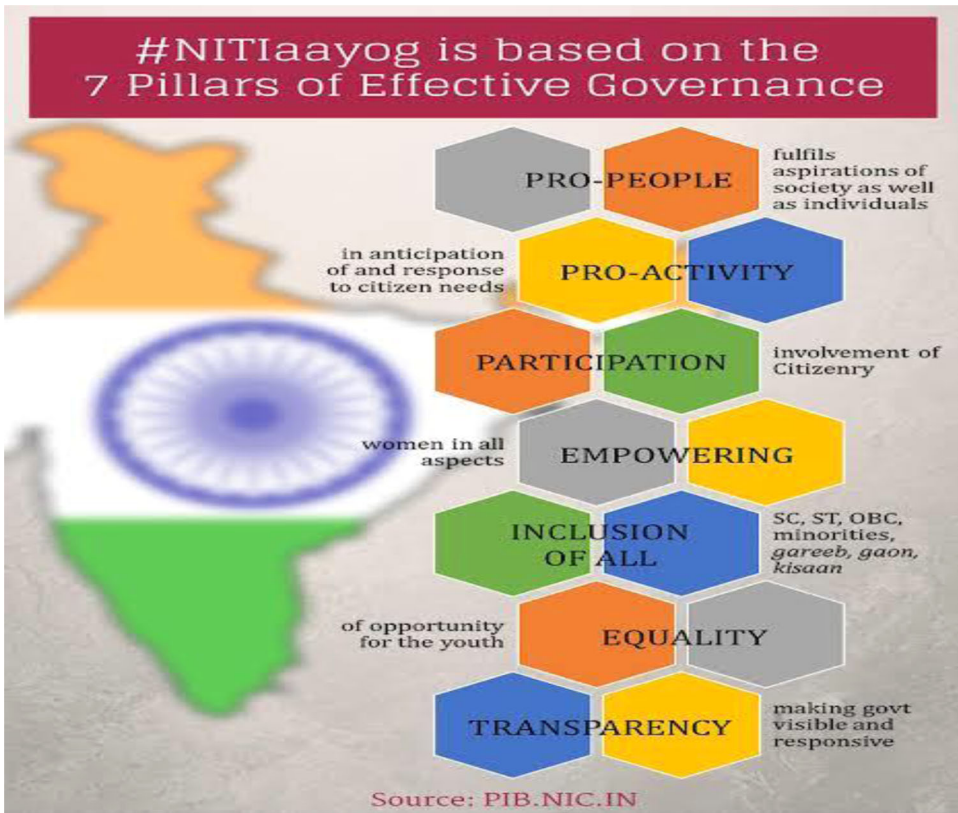 #NITIaayog is based on the
7 Pillars of Effective Governance
PRO-PEOPLE
fulfils
aspirations of
society as well
as individuals
in anticipation
of and response
to citizen needs
PRO-ACTIVITY
PARTICIPATION
involvement of
Citizenry
women in all
aspects
EMPOWERING
INCLUSION
OF ALL
SC, ST, OBC,
minorities,
gareeb, gaon,
kisaan
of opportunity
for the youth
EQUALITY
TRANSPARENCY
making govt
visible and
responsive
Source: PIB.NIC.IN